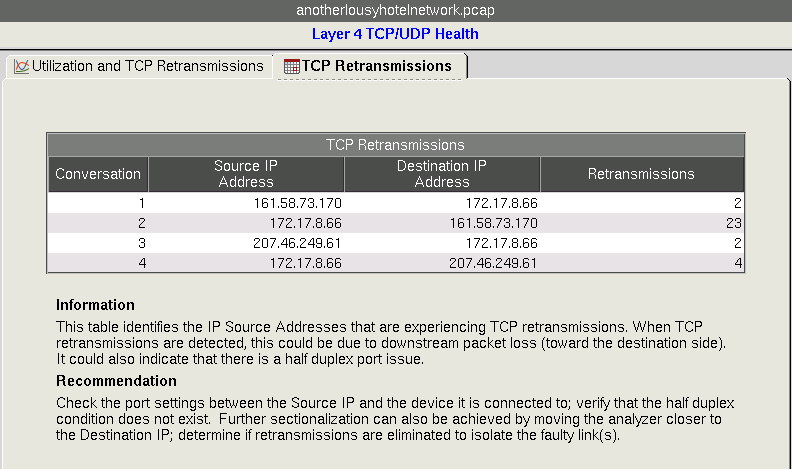 anotherlousyhotelnetwork.pcap
Layer 4 TCP/UDP Health
Utilization and TCP Retransmissions TCP Retransmissions
TCP Retransmissions
Conversation Source IP Address Destination IP Address Retransmissions
1 161.58.73.170 172.17.8.66 2
2 172.17.8.66 161.58.73.170 23
3 207.46.249.61 172.17.8.66 2
4 172.17.8.66 207.46.249.61 4
Information
This table identifies the IP Source Addresses that are experiencing TCP retransmissions. When TCP
retransmissions are detected, this could be due to downstream packet loss (toward the destination side).
It could also indicate that there is a half duplex port issue.
Recommendation
Check the port settings between the Source IP and the device it is connected to; verify that the half duplex
condition does not exist. Further sectionalization can also be achieved by moving the analyzer closer to
the Destination IP; determine if retransmissions are eliminated to isolate the faulty link(s).